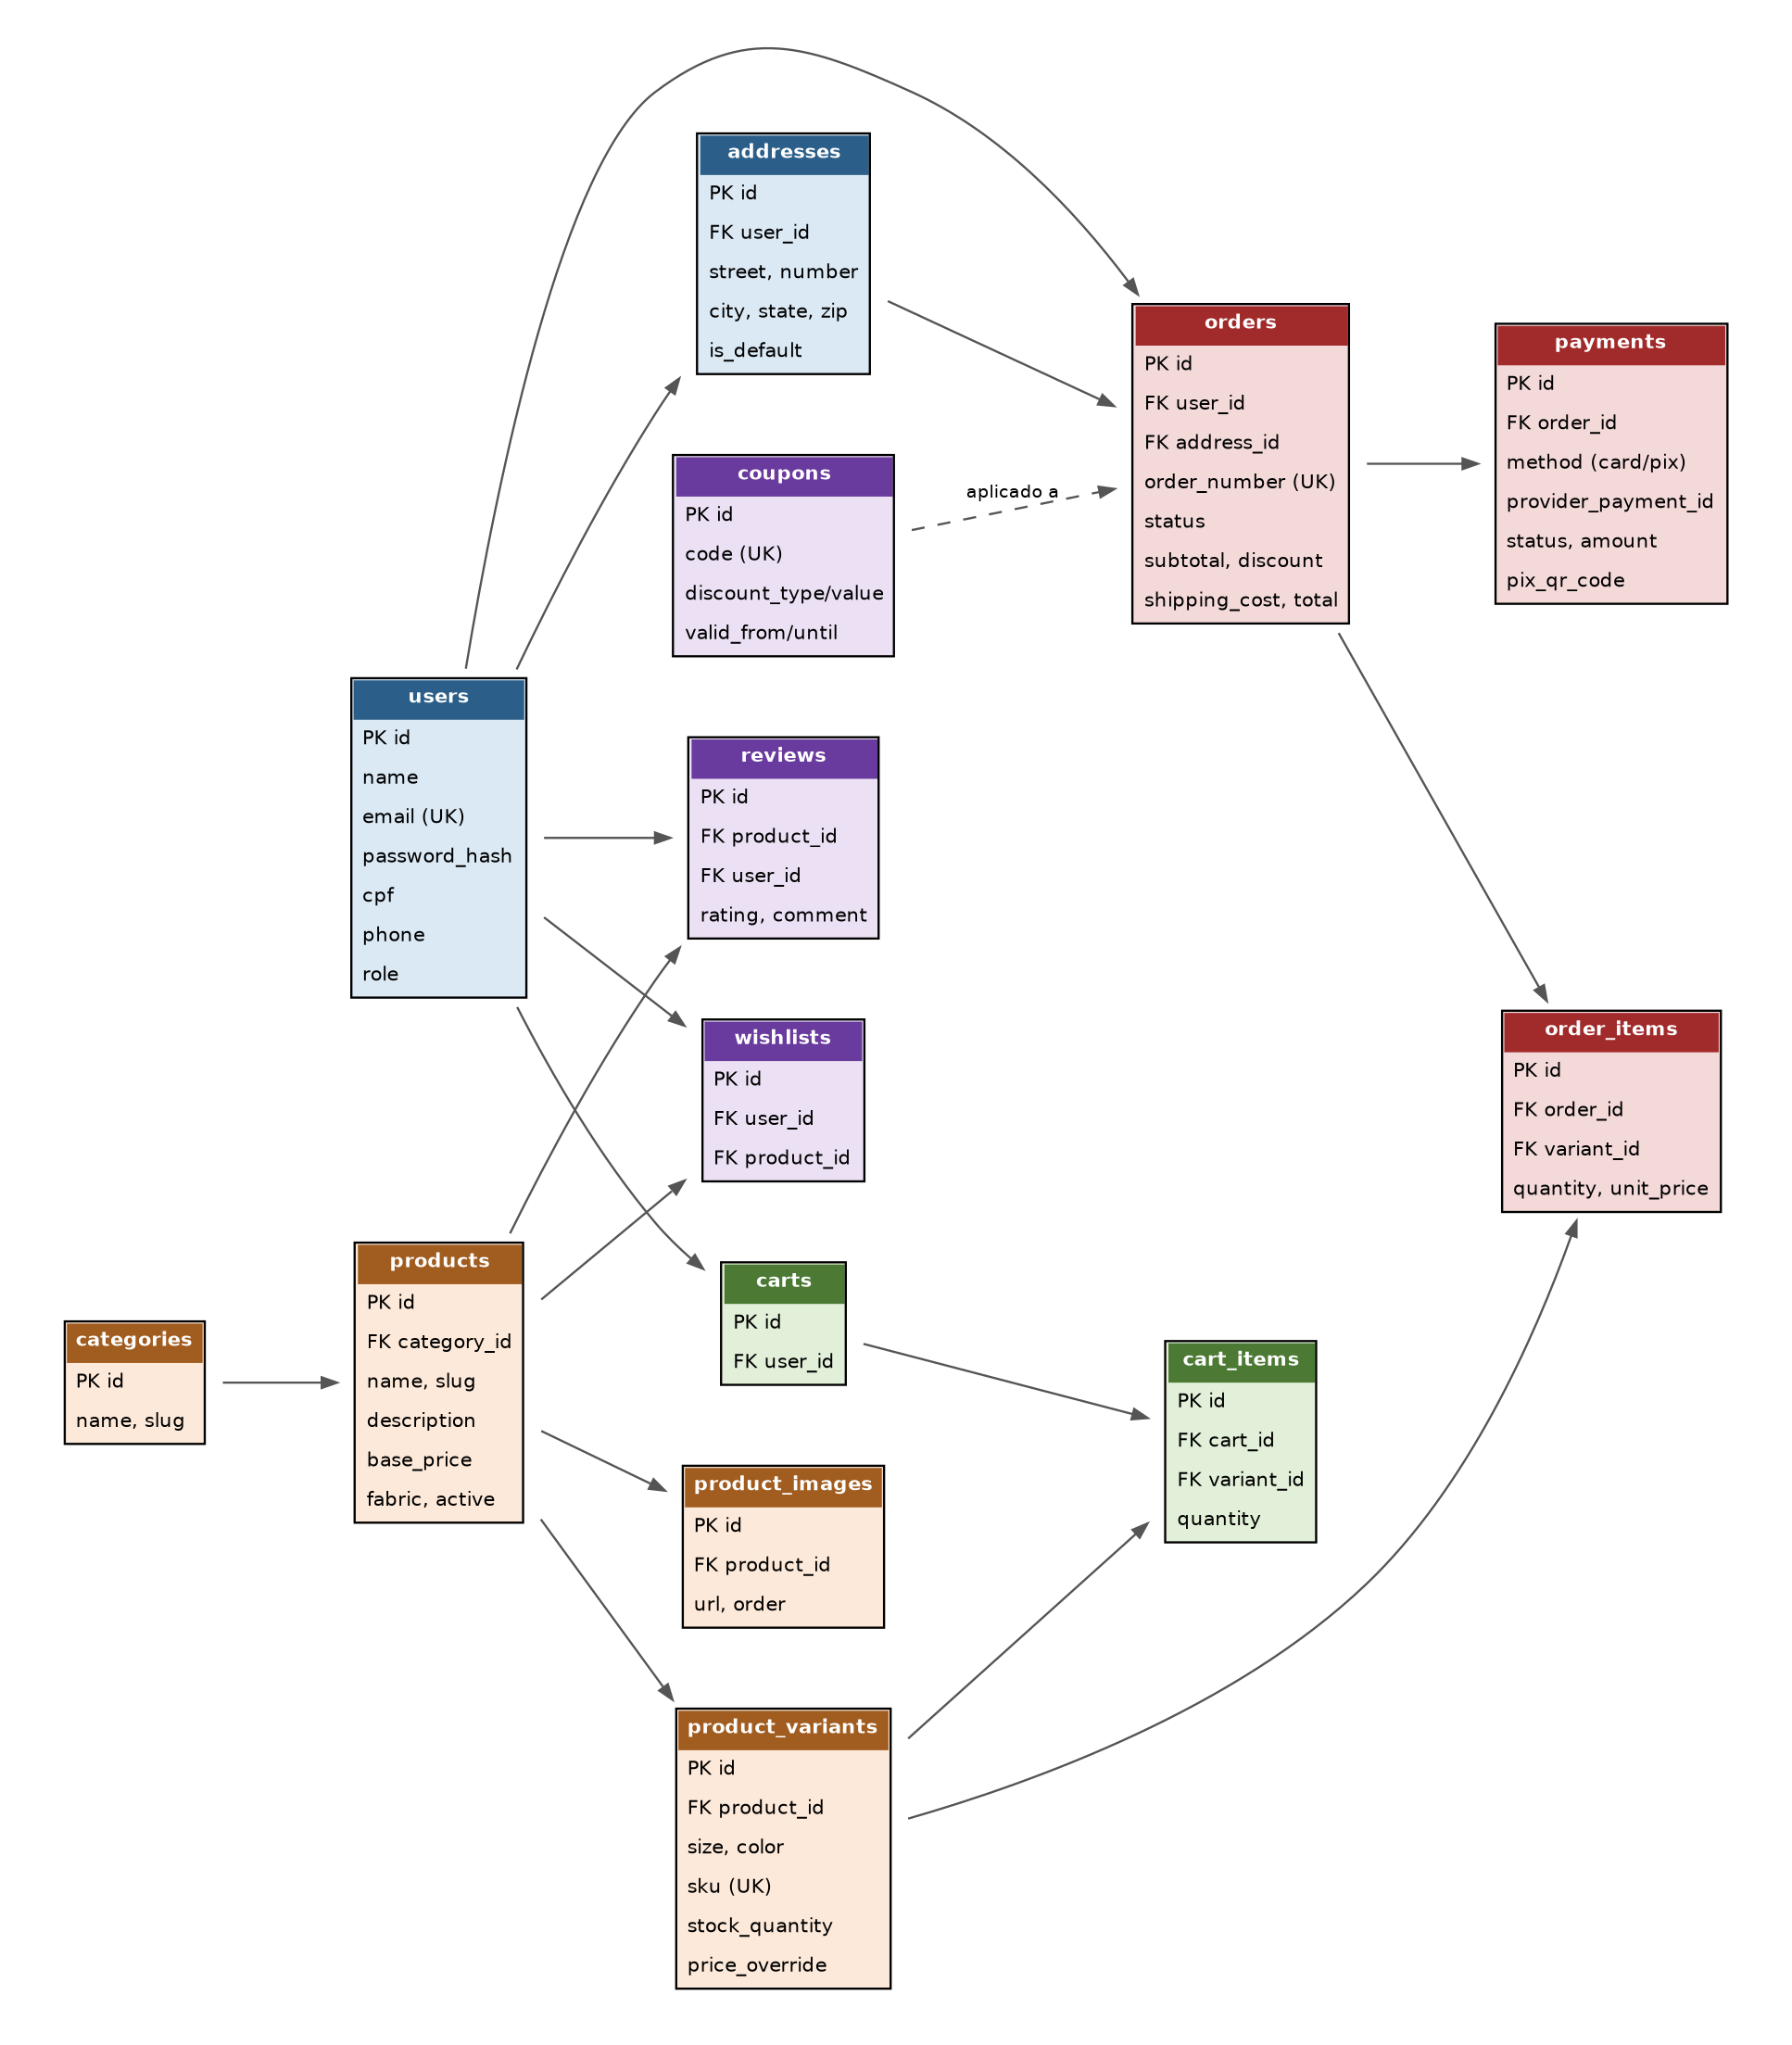 addresses
PK id
FK user_id
street, number
city, state, zip
is_default
orders
PK id
FK user_id
FK address_id
order_number (UK)
status
subtotal, discount
shipping_cost, total
payments
PK id
FK order_id
method (card/pix)
provider_payment_id
status, amount
pix_qr_code
coupons
PK id
code (UK)
discount_type/value
valid_from/until
aplicado a
users
PK id
name
email (UK)
password_hash
cpf
phone
role
reviews
PK id
FK product_id
FK user_id
rating, comment
wishlists
PK id
FK user_id
FK product_id
order_items
PK id
FK order_id
FK variant_id
quantity, unit_price
products
PK id
FK category_id
name, slug
description
base_price
fabric, active
categories
PK id
name, slug
carts
PK id
FK user_id
cart_items
PK id
FK cart_id
FK variant_id
quantity
product_images
PK id
FK product_id
url, order
product_variants
PK id
FK product_id
size, color
sku (UK)
stock_quantity
price_override